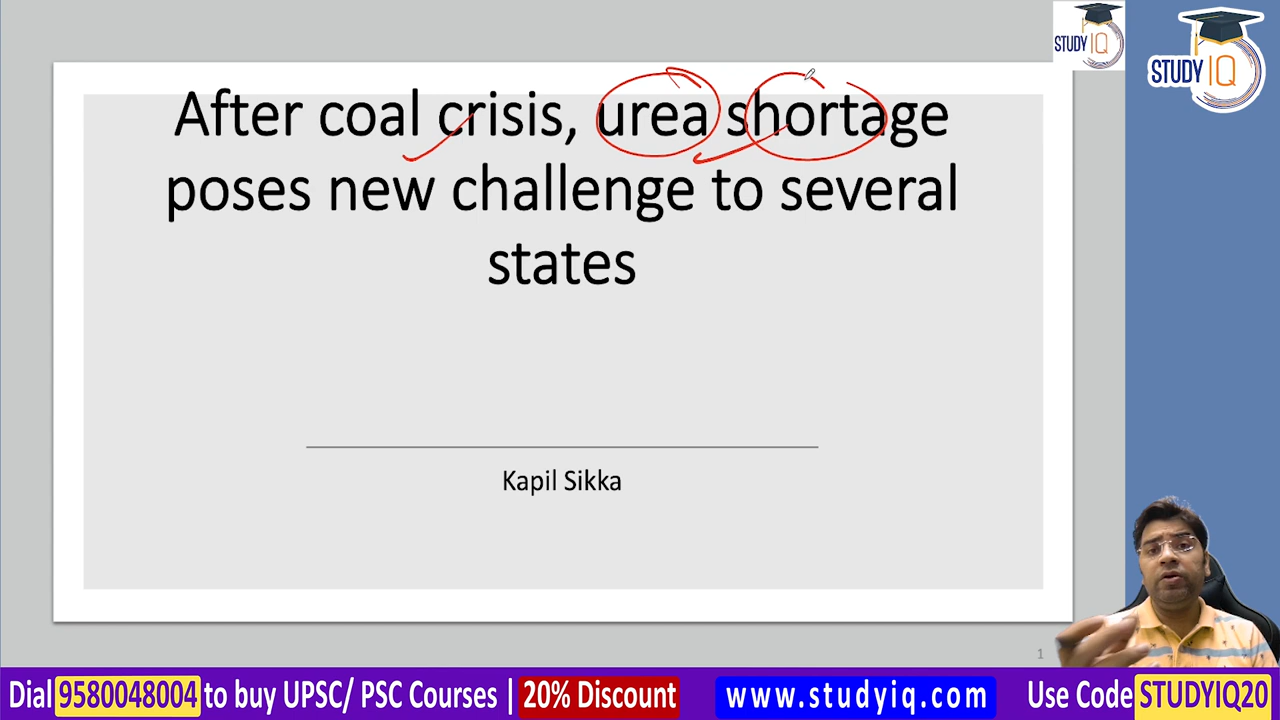 STUDY IQ
STUDY IQ
After coal crisis, urea shortage
poses new challenge to several
states
Kapil Sikka
1
Dial 9580048004 to buy UPSC/ PSC Courses | 20% Discount
www.studyiq.com
Use Code STUDYIQ20